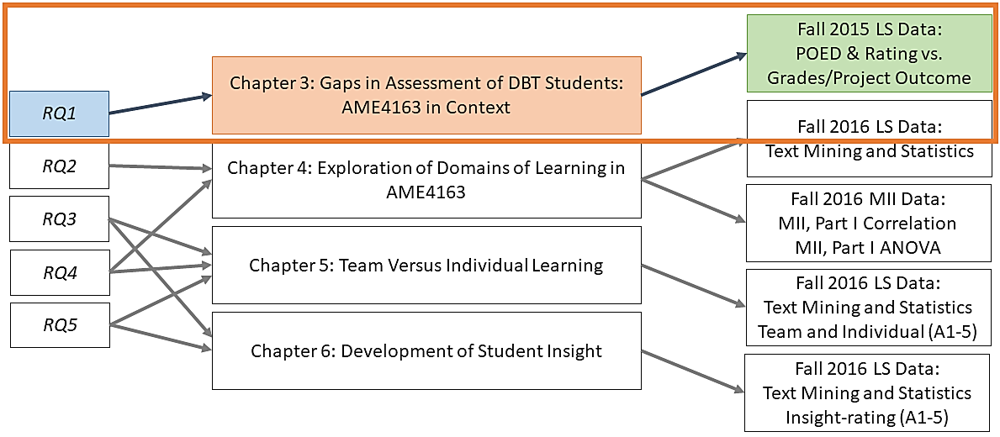 RQ1
RQ2
RQ3
RQ4
RQ5
Chapter 3: Gaps in Assessment of DBT Students:
AME4163 in Context
Chapter 4: Exploration of Domains of Learning in
AME4163
Chapter 5: Team Versus Individual Learning
Chapter 6: Development of Student Insight
Fall 2015 LS Data:
POED & Rating vs.
Grades/Project Outcome
Fall 2016 LS Data:
Text Mining and Statistics
Fall 2016 MII Data:
MII, Part I Correlation
MII, Part I ANOVA
Fall 2016 LS Data:
Text Mining and Statistics
Team and Individual (A1-5)
Fall 2016 LS Data:
Text Mining and Statistics
Insight-rating (A1-5)